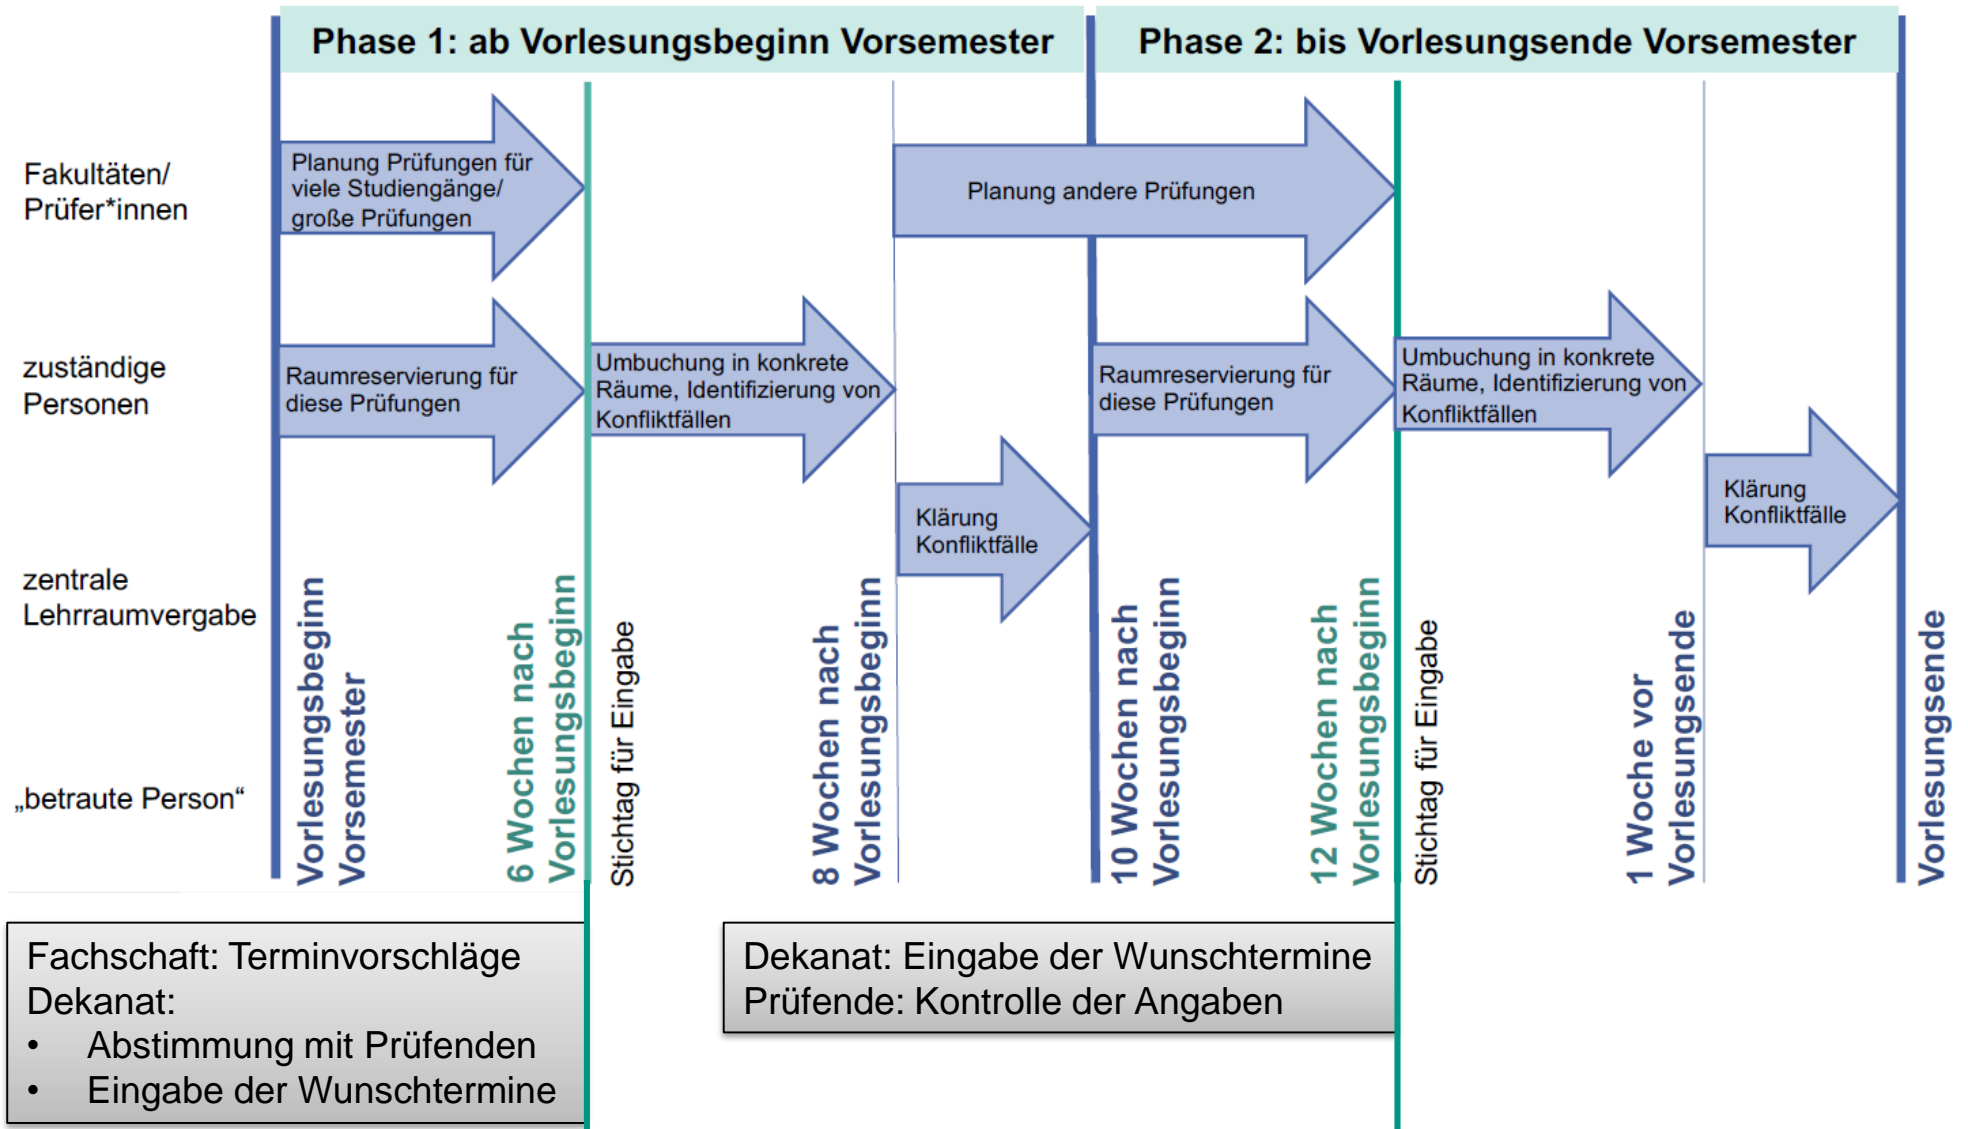 Phase 1: ab Vorlesungsbeginn Vorsemester
Phase 2: bis Vorlesungsende Vorsemester
Fakultäten/
Prüfer*innen
Planung Prüfungen für
viele Studiengänge/
große Prüfungen
Planung andere Prüfungen
zuständige
Personen
Raumreservierung für
diese Prüfungen
Umbuchung in konkrete
Räume, Identifizierung von
Konfliktfällen
Raumreservierung für
diese Prüfungen
Umbuchung in konkrete
Räume, Identifizierung von
Konfliktfällen
Klärung
Konfliktfälle
Klärung
Konfliktfälle
zentrale
Lehrraumvergabe
„betraute Person“
Vorlesungsbeginn
Vorsemester
6 Wochen nach
Vorlesungsbeginn
Stichtag für Eingabe
8 Wochen nach
Vorlesungsbeginn
10 Wochen nach
Vorlesungsbeginn
12 Wochen nach
Vorlesungsbeginn
Stichtag für Eingabe
1 Woche vor
Vorlesungsende
Vorlesungsende
Fachschaft: Terminvorschläge
Dekanat:
• Abstimmung mit Prüfenden
• Eingabe der Wunschtermine
Dekanat: Eingabe der Wunschtermine
Prüfende: Kontrolle der Angaben